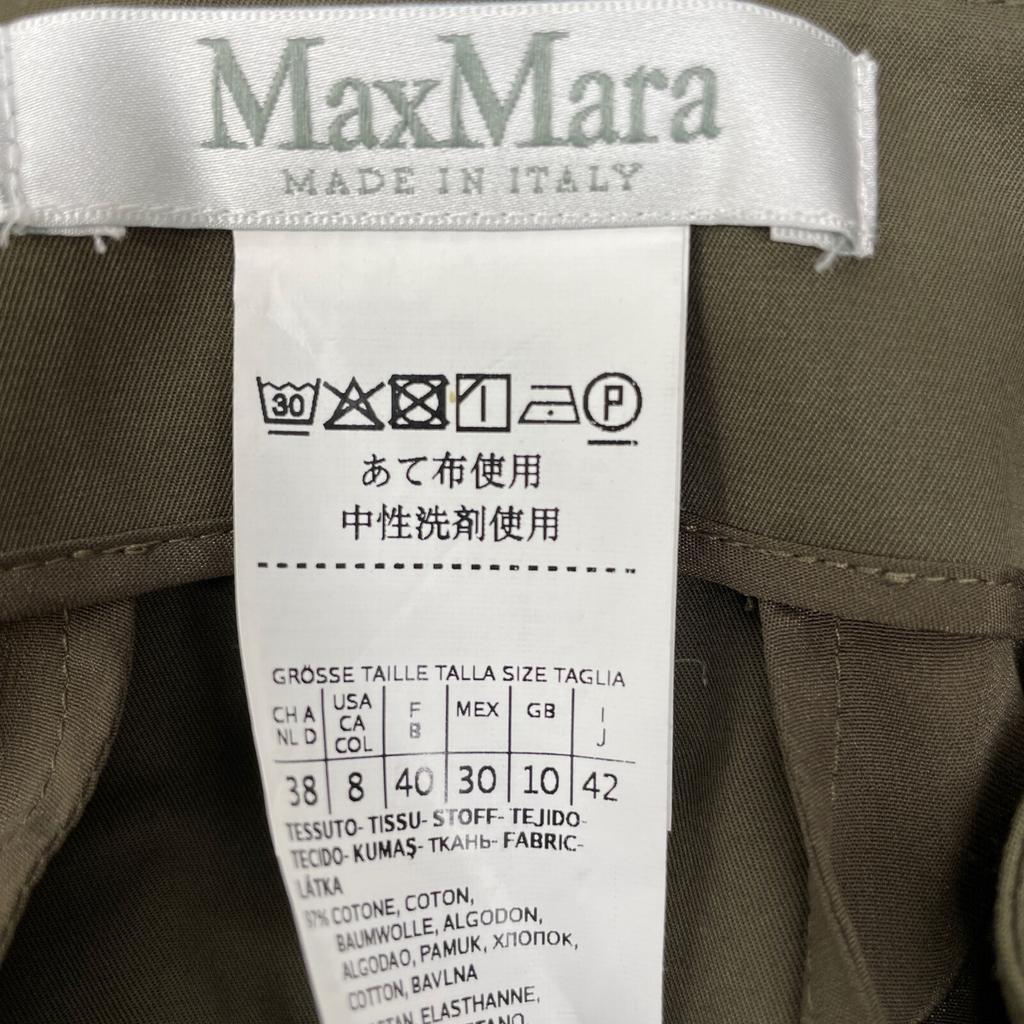 MaxMara
MADE IN ITALY
30 P
あて布使用
中性洗剤使用
GRÖSSE TAILLE TALLA SIZE TAGLIA
CH A NL D USA CA COL F B MEX GB I J
38 8 40 30 10 42
TESSUTO- TISSU- STOFF- TEJIDO-
TECIDO- KUMAŞ- ТКАНЬ- FABRIC-
LÁTKA
97% COTONE, COTON,
BAUMWOLLE, ALGODON,
ALGODAO, PAMUK, ХЛОПОК,
COTTON, BAVLNA
ELASTHANNE,